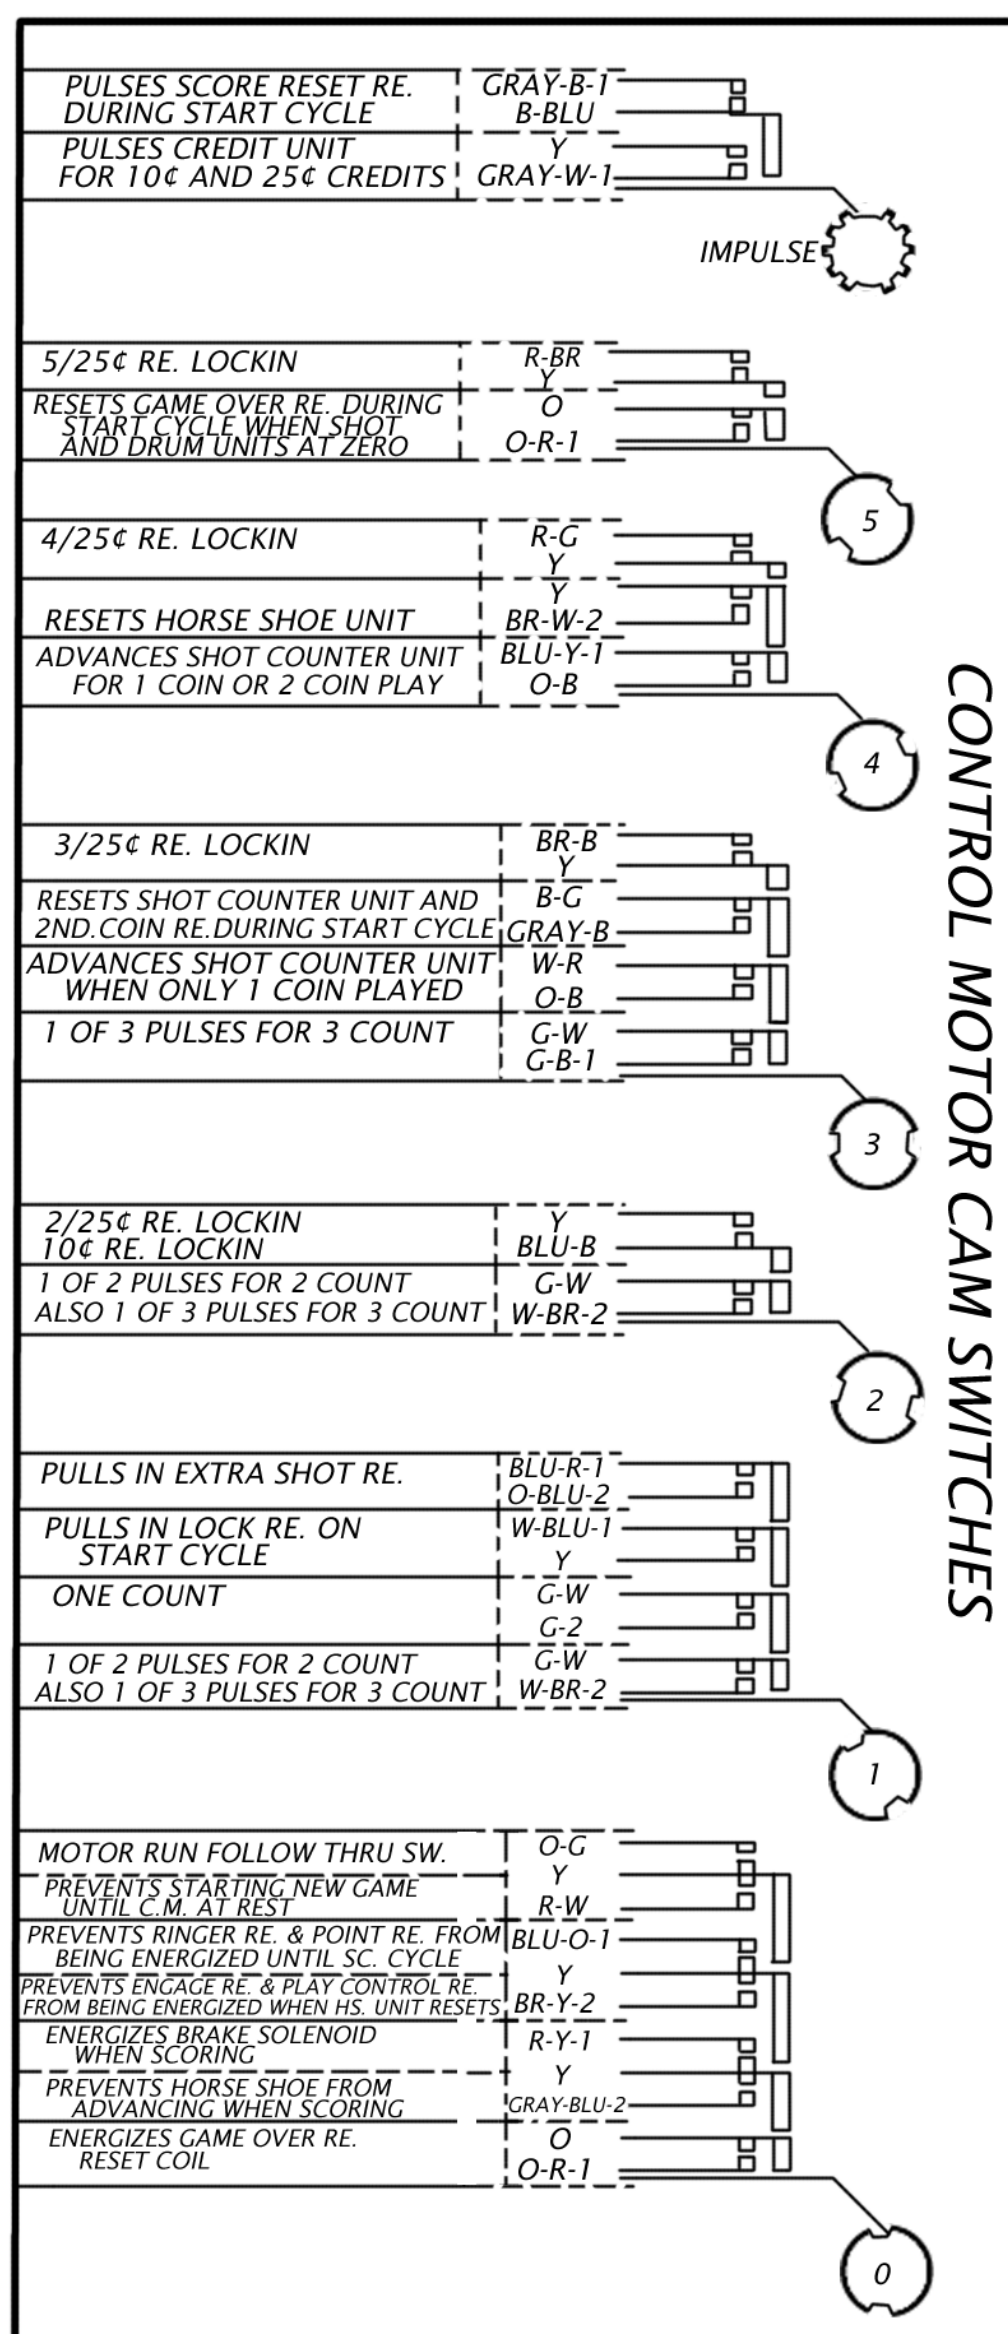 PULSES SCORE RESET RE. GRAY-B-1
DURING START CYCLE B-BLU
PULSES CREDIT UNIT Y
FOR 10¢ AND 25¢ CREDITS GRAY-W-1
IMPULSE
5/25¢ RE. LOCKIN R-BR
Y
RESETS GAME OVER RE. DURING O
START CYCLE WHEN SHOT
AND DRUM UNITS AT ZERO O-R-1
5
4/25¢ RE. LOCKIN R-G
Y
Y
RESETS HORSE SHOE UNIT BR-W-2
ADVANCES SHOT COUNTER UNIT BLU-Y-1
FOR 1 COIN OR 2 COIN PLAY O-B
4
3/25¢ RE. LOCKIN BR-B
Y
RESETS SHOT COUNTER UNIT AND B-G
2ND.COIN RE.DURING START CYCLE GRAY-B
ADVANCES SHOT COUNTER UNIT W-R
WHEN ONLY 1 COIN PLAYED O-B
1 OF 3 PULSES FOR 3 COUNT G-W
G-B-1
3
2/25¢ RE. LOCKIN Y
10¢ RE. LOCKIN BLU-B
1 OF 2 PULSES FOR 2 COUNT G-W
ALSO 1 OF 3 PULSES FOR 3 COUNT W-BR-2
2
PULLS IN EXTRA SHOT RE. BLU-R-1
O-BLU-2
PULLS IN LOCK RE. ON W-BLU-1
START CYCLE Y
ONE COUNT G-W
G-2
1 OF 2 PULSES FOR 2 COUNT G-W
ALSO 1 OF 3 PULSES FOR 3 COUNT W-BR-2
1
MOTOR RUN FOLLOW THRU SW. O-G
Y
PREVENTS STARTING NEW GAME
UNTIL C.M. AT REST R-W
PREVENTS RINGER RE. & POINT RE. FROM BLU-O-1
BEING ENERGIZED UNTIL SC. CYCLE
Y
PREVENTS ENGAGE RE. & PLAY CONTROL RE.
FROM BEING ENERGIZED WHEN HS. UNIT RESETS BR-Y-2
ENERGIZES BRAKE SOLENOID R-Y-1
WHEN SCORING
Y
PREVENTS HORSE SHOE FROM
ADVANCING WHEN SCORING GRAY-BLU-2
ENERGIZES GAME OVER RE. O
RESET COIL O-R-1
0
CONTROL MOTOR CAM SWITCHES